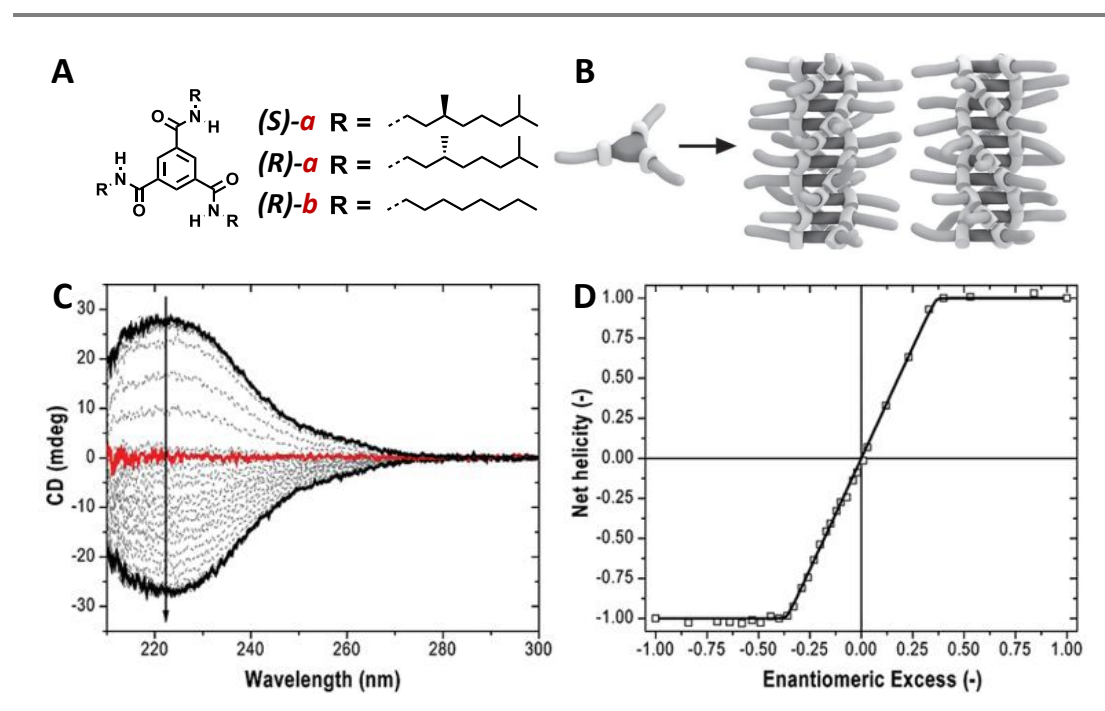 A
B
R
N
H
O
(S)-a R =
(R)-a R =
(R)-b R =
H
N
R
O
O
N
H
R
C
D
30
20
10
0
-10
-20
-30
CD (mdeg)
220
240
260
280
300
Wavelength (nm)
1.00
0.75
0.50
0.25
0.00
-0.25
-0.50
-0.75
-1.00
Net helicity (-)
-1.00
-0.75
-0.50
-0.25
0.00
0.25
0.50
0.75
1.00
Enantiomeric Excess (-)